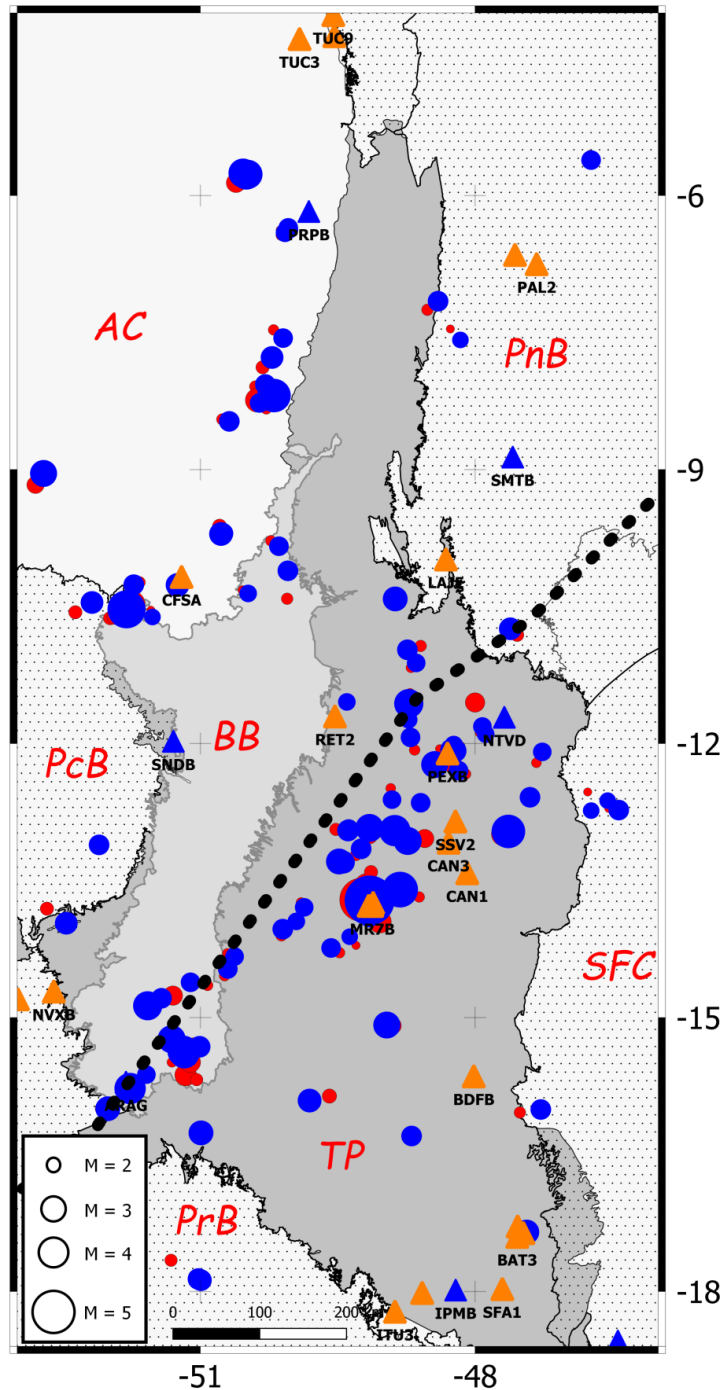 TUC9
TUC3
-6
PRPB
PAL2
AC
PnB
SMTB
-9
LAJE
CFSA
BB
RET2
NTVD
PcB
SNDB
PEXB
-12
SSV2
CAN3
CAN1
MR7B
SFC
NVXB
-15
BDFB
ARAG
TP
M = 2
M = 3
PrB
M = 4
BAT3
M = 5
0 100 200
IPMB
SFA1
-18
ITU3
-51
-48